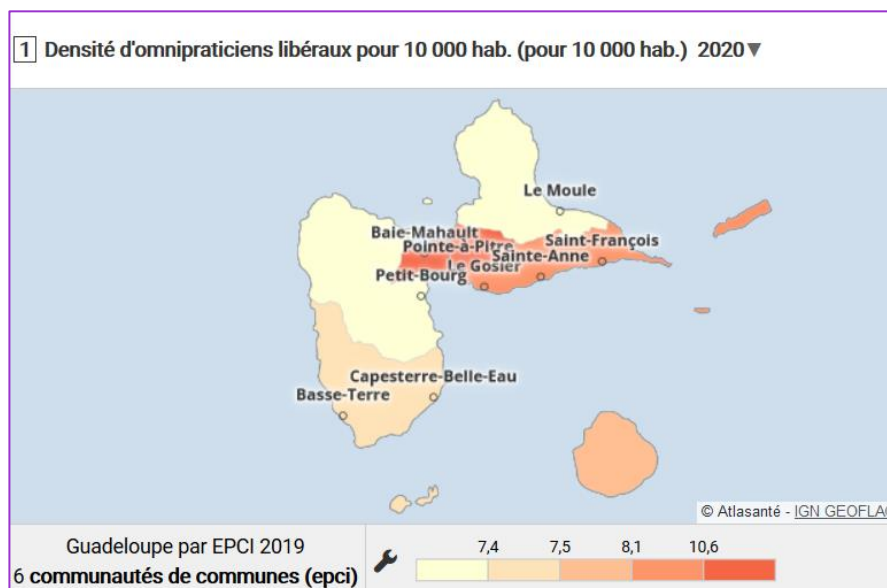 1 Densité d'omnipraticiens libéraux pour 10 000 hab. (pour 10 000 hab.) 2020▼
Le Moule
Baie-Mahault
Pointe-à-Pitre
Saint-François
Sainte-Anne
Le Gosier
Petit-Bourg
Capesterre-Belle-Eau
Basse-Terre
© Atlasanté - IGN GEOFLA
Guadeloupe par EPCI 2019
6 communautés de communes (epci)
7,4 7,5 8,1 10,6